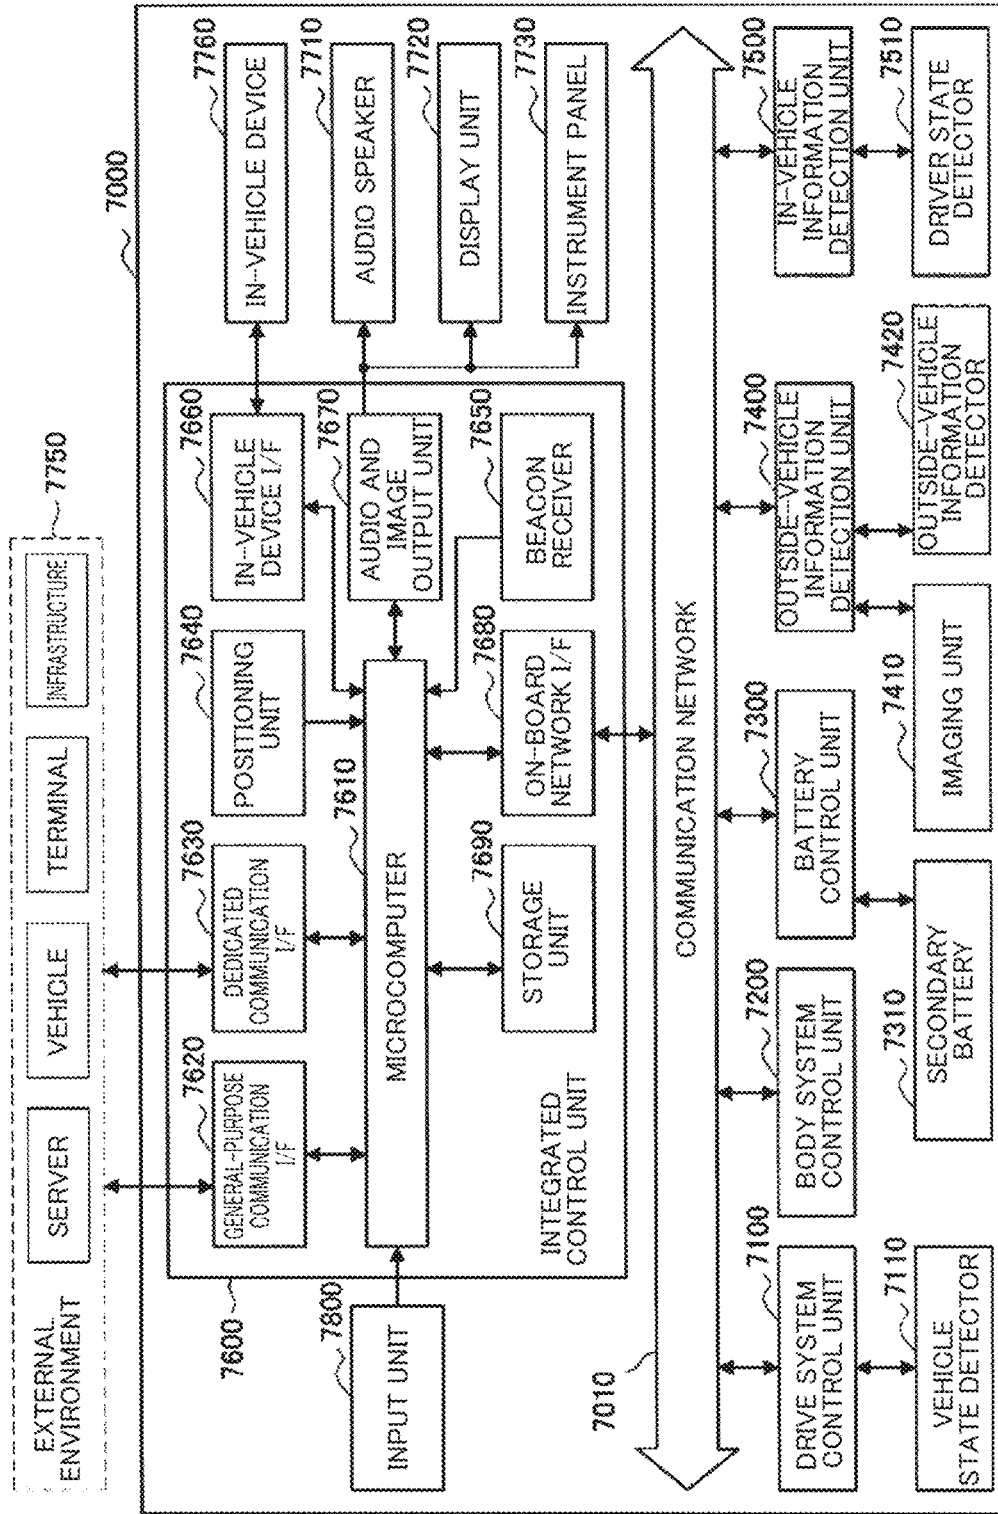 EXTERNAL
ENVIRONMENT
SERVER
VEHICLE
TERMINAL
INFRASTRUCTURE
7750
7000
7600
7800
INPUT UNIT
7620
GENERAL-PURPOSE
COMMUNICATION
I/F
7630
DEDICATED
COMMUNICATION
I/F
7640
POSITIONING
UNIT
7660
IN-VEHICLE
DEVICE I/F
7760
IN-VEHICLE DEVICE
7610
MICROCOMPUTER
7670
AUDIO AND
IMAGE
OUTPUT UNIT
7710
AUDIO SPEAKER
7720
DISPLAY UNIT
7730
INSTRUMENT PANEL
INTEGRATED
CONTROL UNIT
7690
STORAGE
UNIT
7680
ON-BOARD
NETWORK I/F
7650
BEACON
RECEIVER
7010
COMMUNICATION NETWORK
7100
DRIVE SYSTEM
CONTROL UNIT
7200
BODY SYSTEM
CONTROL UNIT
7300
BATTERY
CONTROL UNIT
7400
OUTSIDE-VEHICLE
INFORMATION
DETECTION UNIT
7500
IN-VEHICLE
INFORMATION
DETECTION UNIT
7110
VEHICLE
STATE DETECTOR
7310
SECONDARY
BATTERY
7410
IMAGING UNIT
7420
OUTSIDE-VEHICLE
INFORMATION
DETECTOR
7510
DRIVER STATE
DETECTOR